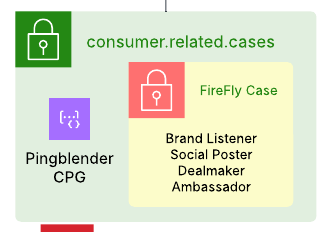 consumer.related.cases
FireFly Case
Brand Listener
Social Poster
Dealmaker
Ambassador
Pingblender
CPG